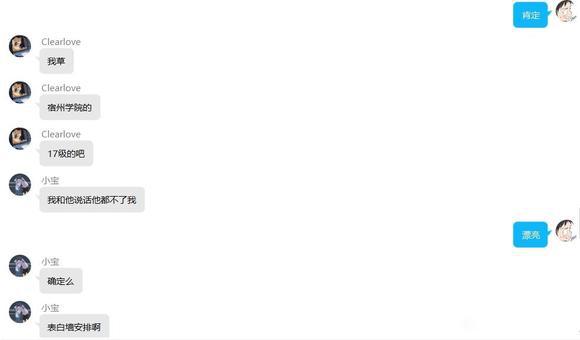 肯定
Clearlove
我草
Clearlove
宿州学院的
Clearlove
17级的吧
小宝
我和他说话他都不了我
漂亮
小宝
确定么
小宝
表白墙安排啊